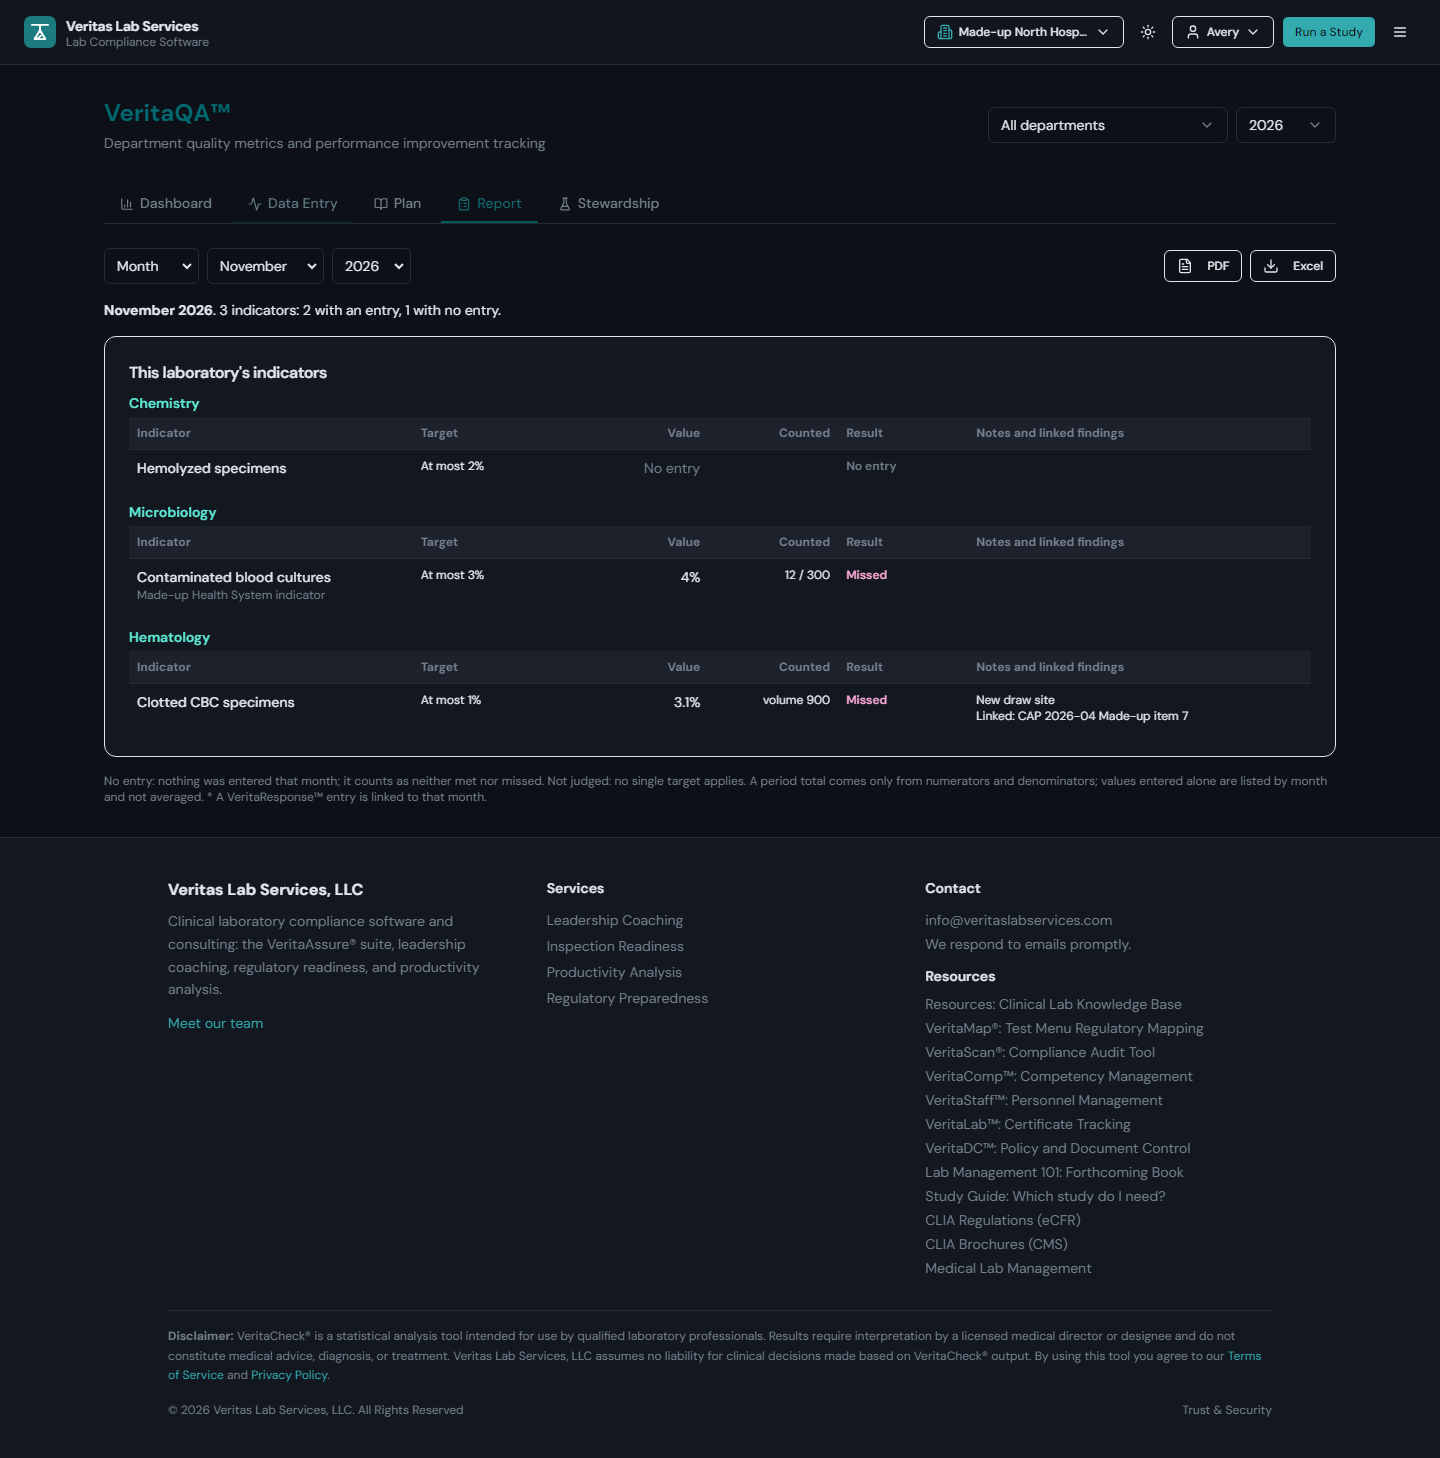 Veritas Lab Services
Lab Compliance Software
Made-up North Hosp...
Avery
Run a Study
VeritaQA™
Department quality metrics and performance improvement tracking
All departments
2026
Dashboard
Data Entry
Plan
Report
Stewardship
Month
November
2026
PDF
Excel
November 2026. 3 indicators: 2 with an entry, 1 with no entry.
This laboratory's indicators
Chemistry
Indicator Target Value Counted Result Notes and linked findings
Hemolyzed specimens At most 2% No entry No entry
Microbiology
Indicator Target Value Counted Result Notes and linked findings
Contaminated blood cultures At most 3% 4% 12 / 300 Missed
Made-up Health System indicator
Hematology
Indicator Target Value Counted Result Notes and linked findings
Clotted CBC specimens At most 1% 3.1% volume 900 Missed New draw site
Linked: CAP 2026-04 Made-up item 7
No entry: nothing was entered that month; it counts as neither met nor missed. Not judged: no single target applies. A period total comes only from numerators and denominators; values entered alone are listed by month
and not averaged. * A VeritaResponse™ entry is linked to that month.
Veritas Lab Services, LLC
Clinical laboratory compliance software and
consulting: the VeritaAssure® suite, leadership
coaching, regulatory readiness, and productivity
analysis.
Meet our team
Services
Leadership Coaching
Inspection Readiness
Productivity Analysis
Regulatory Preparedness
Contact
info@veritaslabservices.com
We respond to emails promptly.
Resources
Resources: Clinical Lab Knowledge Base
VeritaMap®: Test Menu Regulatory Mapping
VeritaScan®: Compliance Audit Tool
VeritaComp™: Competency Management
VeritaStaff™: Personnel Management
VeritaLab™: Certificate Tracking
VeritaDC™: Policy and Document Control
Lab Management 101: Forthcoming Book
Study Guide: Which study do I need?
CLIA Regulations (eCFR)
CLIA Brochures (CMS)
Medical Lab Management
Disclaimer: VeritaCheck® is a statistical analysis tool intended for use by qualified laboratory professionals. Results require interpretation by a licensed medical director or designee and do not
constitute medical advice, diagnosis, or treatment. Veritas Lab Services, LLC assumes no liability for clinical decisions made based on VeritaCheck® output. By using this tool you agree to our Terms
of Service and Privacy Policy.
© 2026 Veritas Lab Services, LLC. All Rights Reserved
Trust & Security